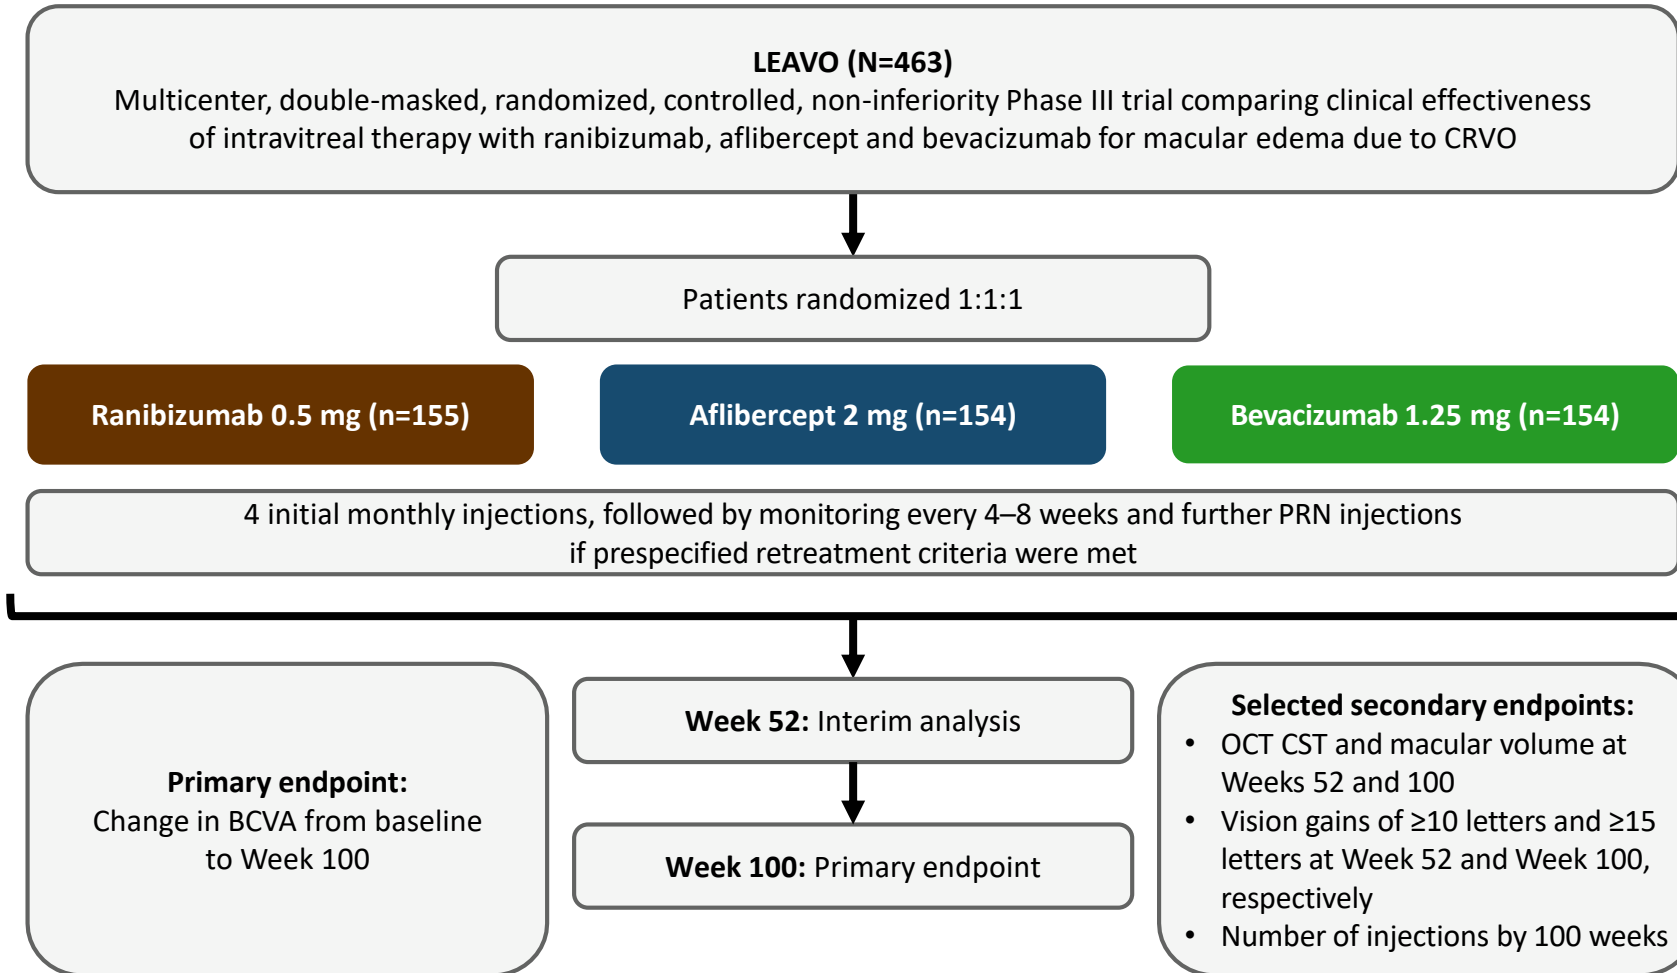 LEAVO (N=463)
Multicenter, double-masked, randomized, controlled, non-inferiority Phase III trial comparing clinical effectiveness
of intravitreal therapy with ranibizumab, aflibercept and bevacizumab for macular edema due to CRVO
Patients randomized 1:1:1
Ranibizumab 0.5 mg (n=155)
Aflibercept 2 mg (n=154)
Bevacizumab 1.25 mg (n=154)
4 initial monthly injections, followed by monitoring every 4–8 weeks and further PRN injections
if prespecified retreatment criteria were met
Primary endpoint:
Change in BCVA from baseline
to Week 100
Week 52: Interim analysis
Week 100: Primary endpoint
Selected secondary endpoints:
• OCT CST and macular volume at
Weeks 52 and 100
• Vision gains of ≥10 letters and ≥15
letters at Week 52 and Week 100,
respectively
• Number of injections by 100 weeks